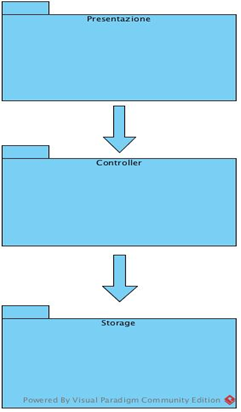 Presentazione
Controller
Storage
Powered By Visual Paradigm Community Edition